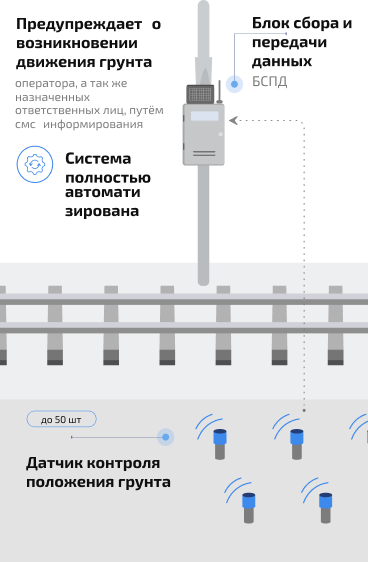 Предупреждает о
возникновении
движения грунта
оператора, а так же
назначенных
ответственных лиц, путём
смс информирования
Система
полностью
автомати
зирована
Блок сбора и
передачи
данных
БСПД
до 50 шт
Датчик контроля
положения грунта